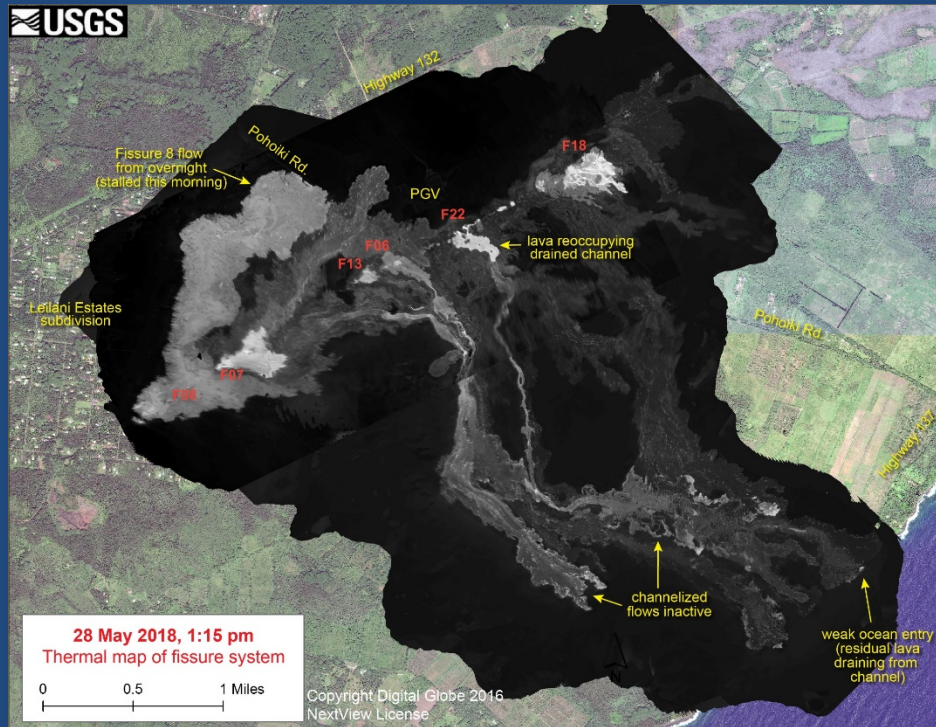 USGS
Highway 132
Pohoiki Rd.
Fissure 8 flow
from overnight
(stalled this morning)
F18
PGV
F22
lava reoccupying
drained channel
F06
F13
Leilani Estates
subdivision
Pohoiki Rd.
F07
F08
Highway 137
channelized
flows inactive
weak ocean entry
(residual lava
draining from
channel)
28 May 2018, 1:15 pm
Thermal map of fissure system
0 0.5 1 Miles
N
Copyright Digital Globe 2016
NextView License